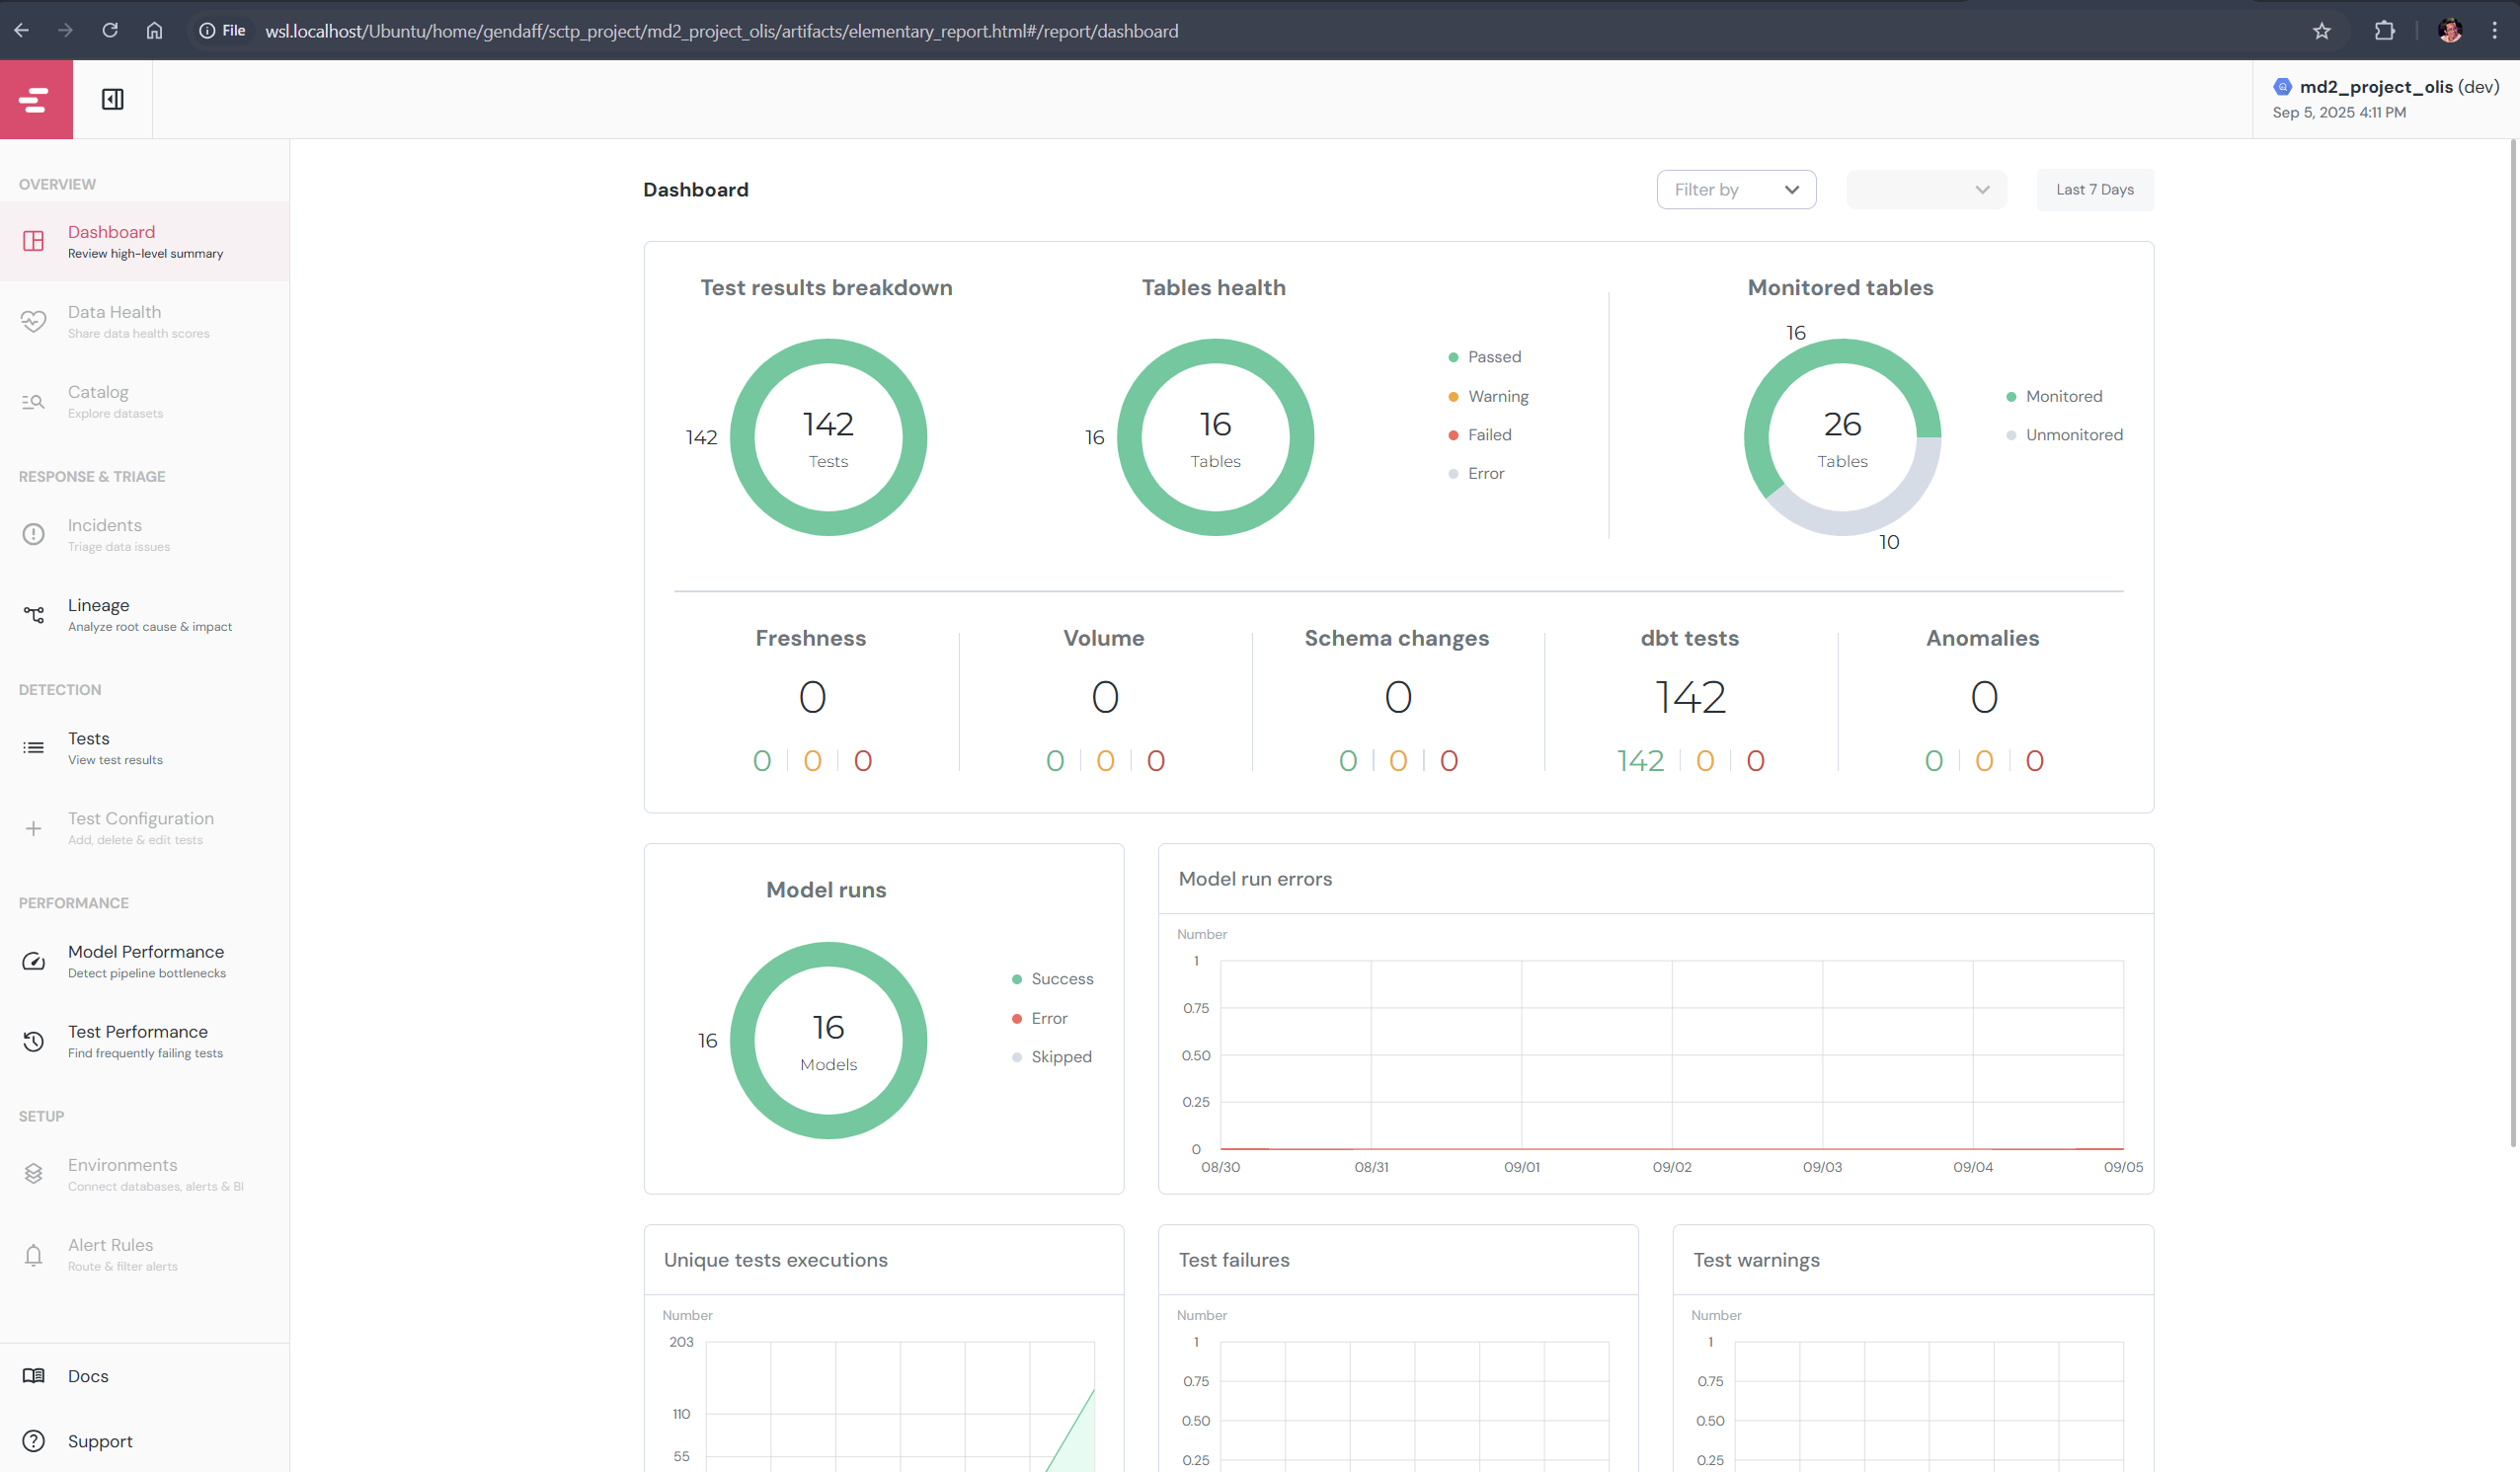 File
wsl.localhost/Ubuntu/home/gendaff/sctp_project/md2_project_olis/artifacts/elementary_report.html#/report/dashboard
md2_project_olis (dev)
Sep 5, 2025 4:11 PM
OVERVIEW
Dashboard
Review high-level summary
Data Health
Share data health scores
Catalog
Explore datasets
RESPONSE & TRIAGE
Incidents
Triage data issues
Lineage
Analyze root cause & impact
DETECTION
Tests
View test results
Test Configuration
Add, delete & edit tests
PERFORMANCE
Model Performance
Detect pipeline bottlenecks
Test Performance
Find frequently failing tests
SETUP
Environments
Connect databases, alerts & BI
Alert Rules
Route & filter alerts
Docs
Support
Dashboard
Filter by
Last 7 Days
Test results breakdown
142
142
Tests
Tables health
16
16
Tables
Passed
Warning
Failed
Error
Monitored tables
16
26
Tables
10
Monitored
Unmonitored
Freshness
0
0 0 0
Volume
0
0 0 0
Schema changes
0
0 0 0
dbt tests
142
142 0 0
Anomalies
0
0 0 0
Model runs
16
16
Models
Success
Error
Skipped
Model run errors
Number
1
0.75
0.50
0.25
0
08/30 08/31 09/01 09/02 09/03 09/04 09/05
Unique tests executions
Number
203
110
55
Test failures
Number
1
0.75
0.50
0.25
Test warnings
Number
1
0.75
0.50
0.25